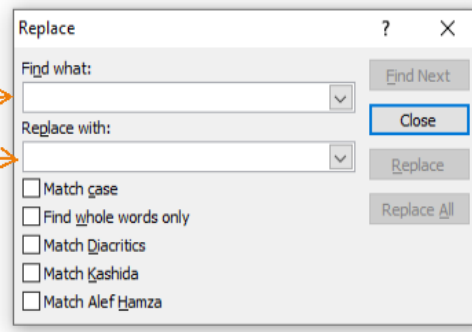 Replace ? X
Find what:
Find Next
Close
Replace with:
Replace
Match case
Find whole words only
Replace All
Match Diacritics
Match Kashida
Match Alef Hamza